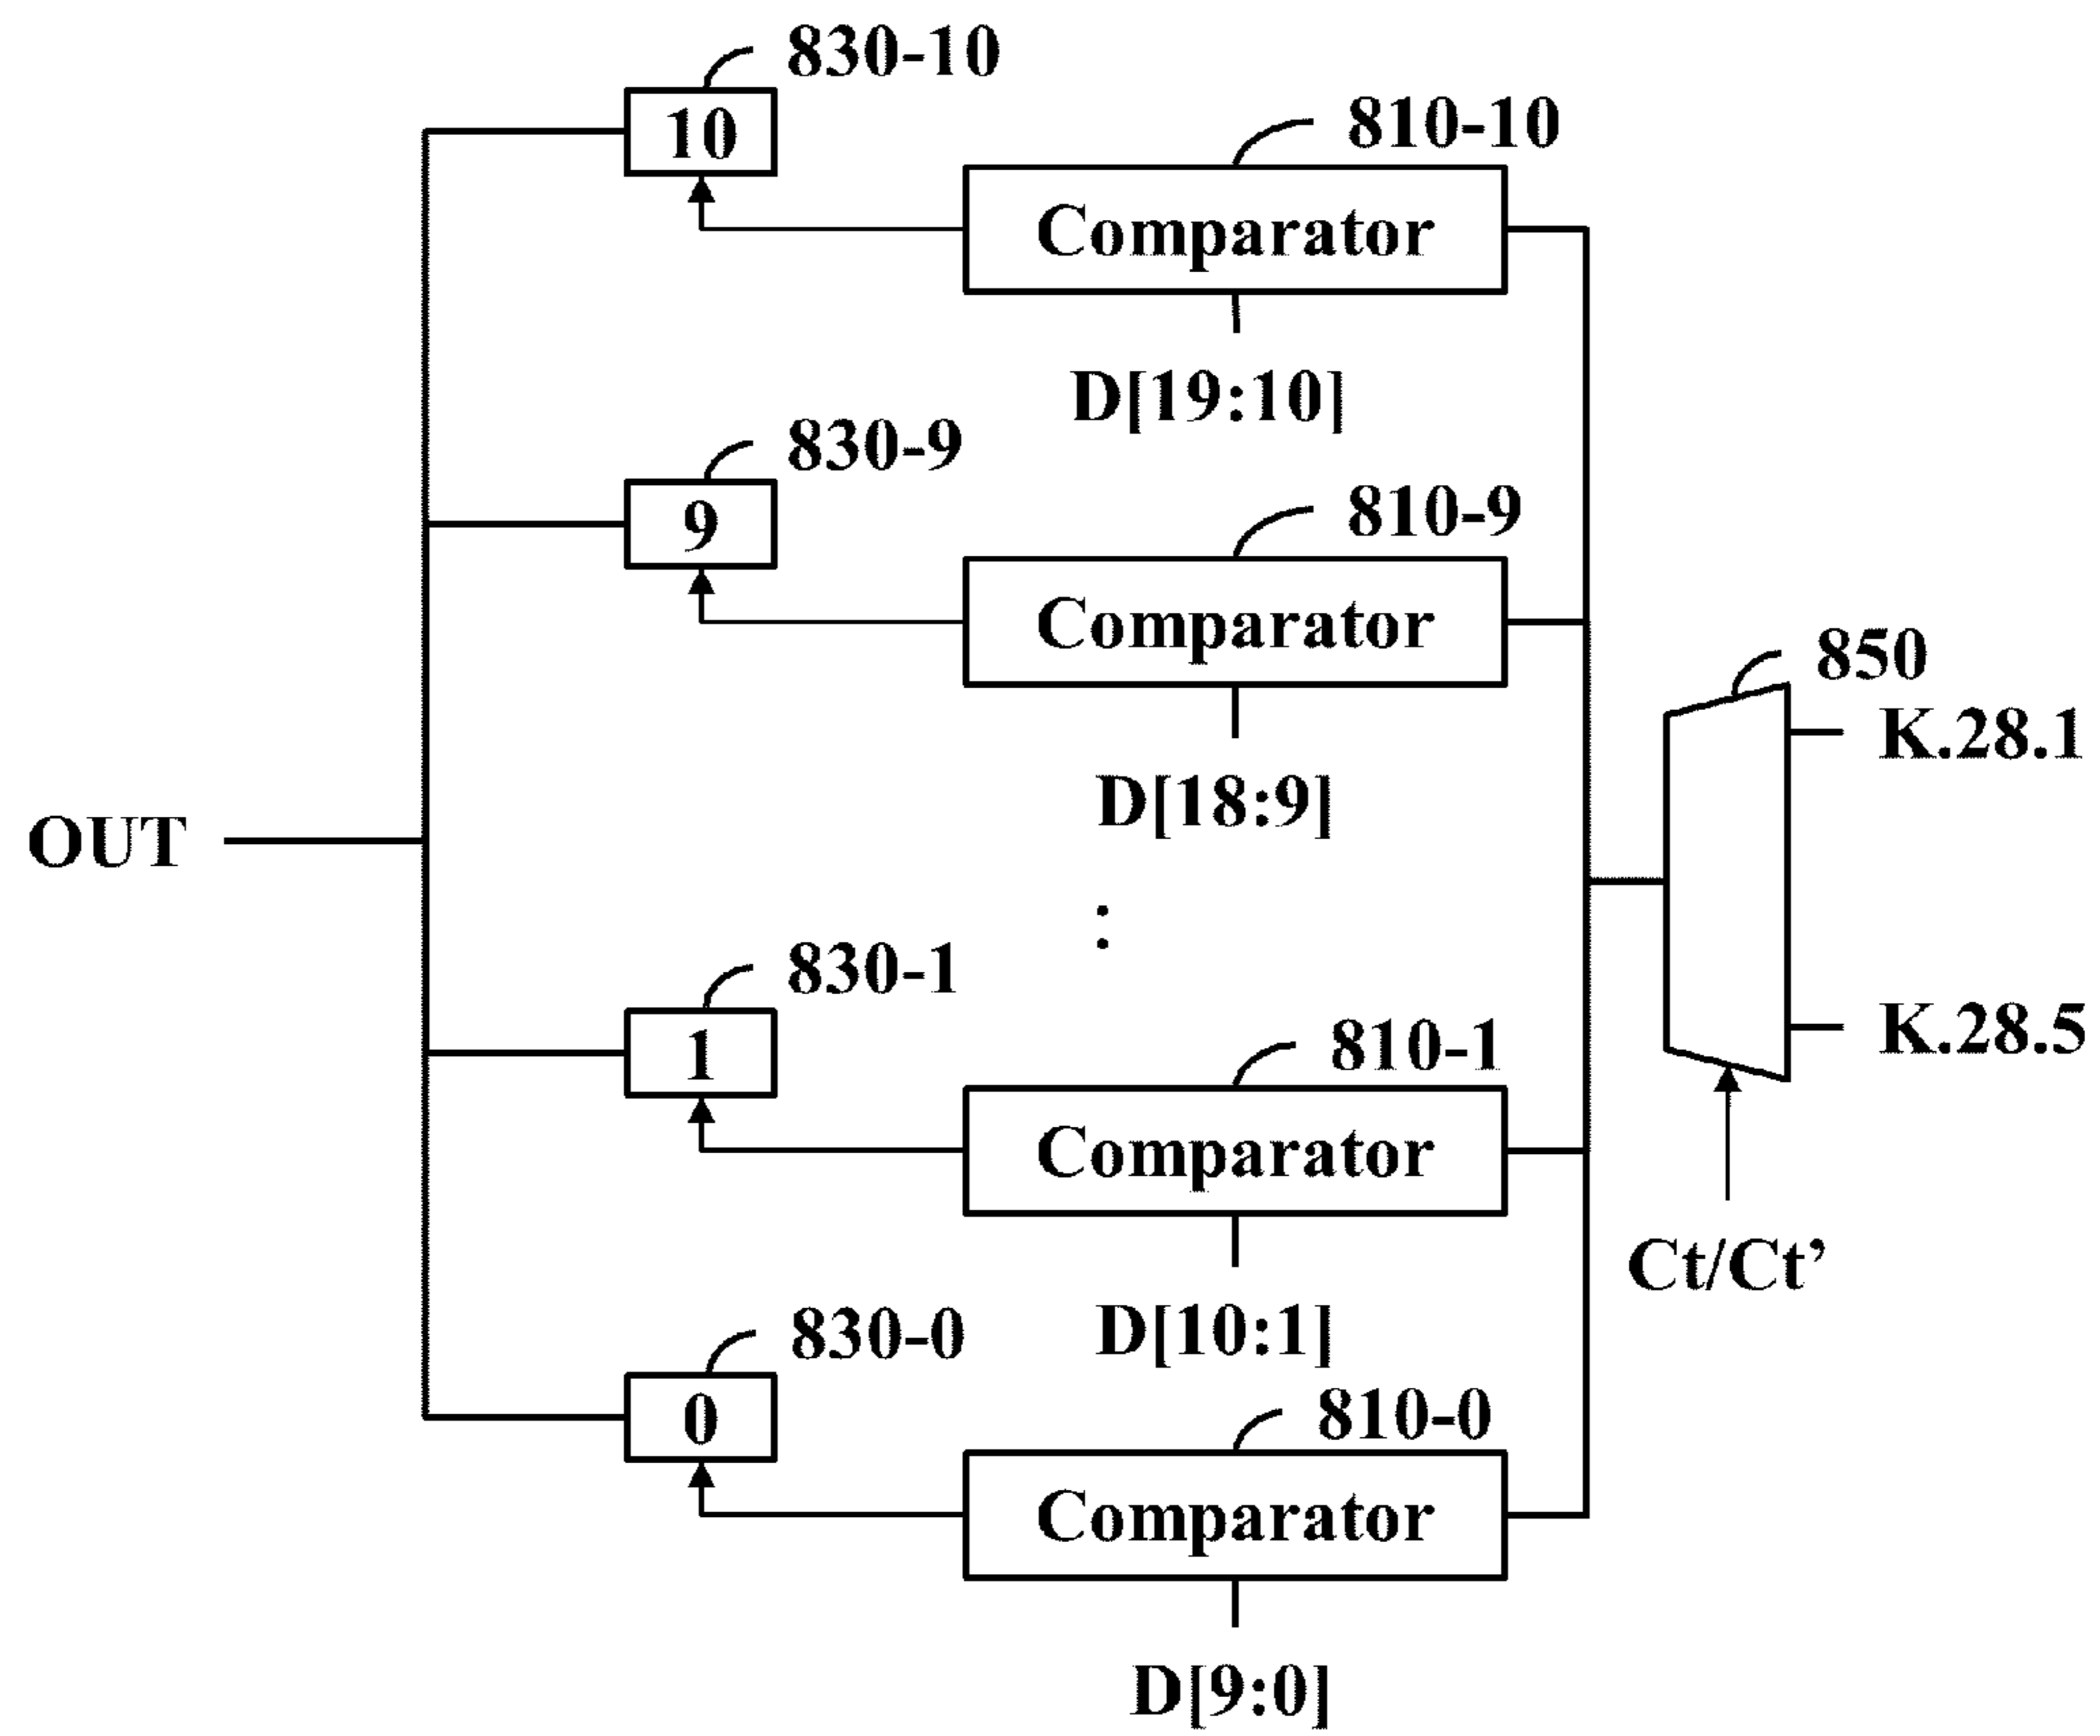 830-10
10
810-10
Comparator
D[19:10]
830-9
9
810-9
Comparator
D[18:9]
850
K.28.1
OUT
:
K.28.5
Ct/Ct’
830-1
1
810-1
Comparator
D[10:1]
830-0
0
810-0
Comparator
D[9:0]